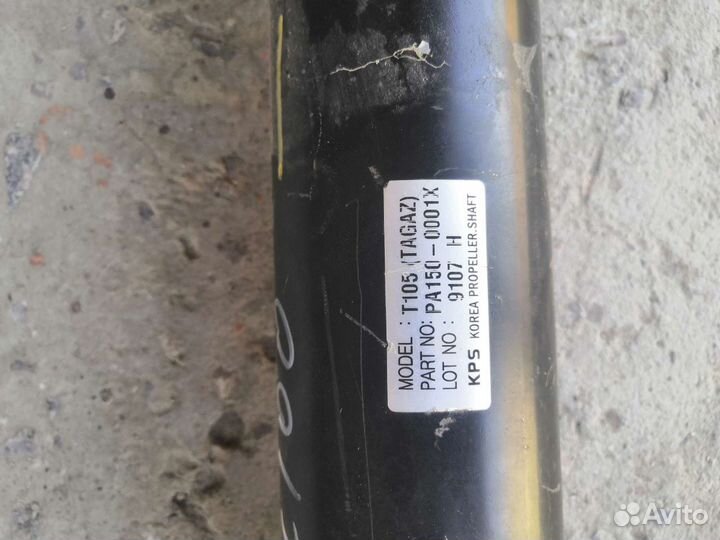 MODEL : T105 (TAGAZ)
PART NO: PA150-0001X
LOT NO : 9107 H
KPS KOREA PROPELLER.SHAFT
Avito